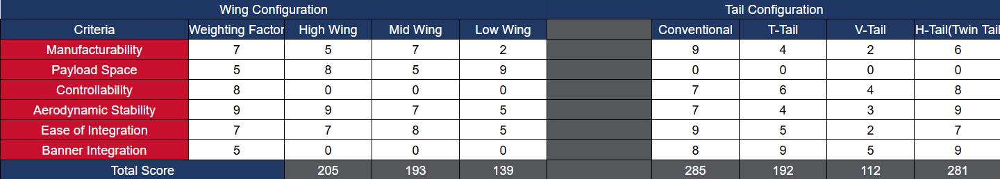 Wing Configuration Tail Configuration
Criteria Weighting Factor High Wing Mid Wing Low Wing Conventional T-Tail V-Tail H-Tail(Twin Tail
Manufacturability 7 5 7 2 9 4 2 6
Payload Space 5 8 5 9 0 0 0 0
Controllability 8 0 0 0 7 6 4 8
Aerodynamic Stability 9 9 7 5 7 4 3 9
Ease of Integration 7 7 8 5 9 5 2 7
Banner Integration 5 0 0 0 8 9 5 9
Total Score 205 193 139 285 192 112 281